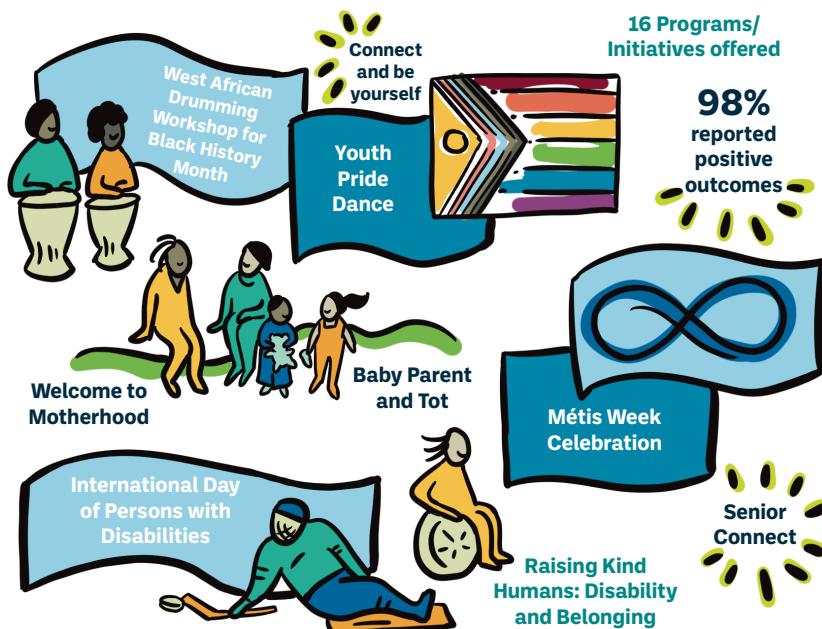 West African
Drumming
Workshop for
Black History
Month
Connect
and be
yourself
Youth
Pride
Dance
16 Programs/
Initiatives offered
98%
reported
positive
outcomes
Welcome to
Motherhood
Baby Parent
and Tot
Métis Week
Celebration
International Day
of Persons with
Disabilities
Raising Kind
Humans: Disability
and Belonging
Senior
Connect